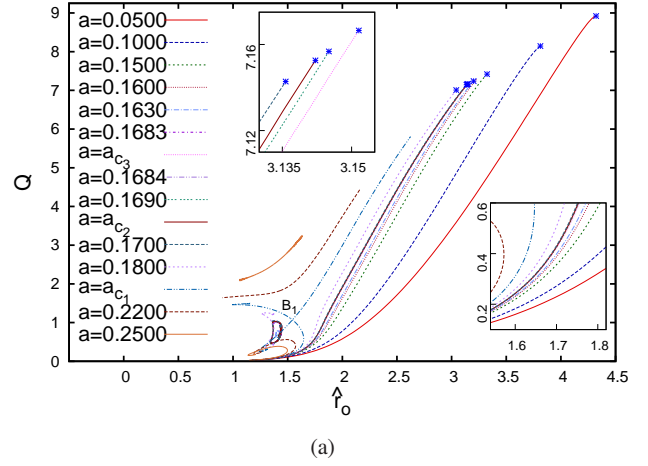 9
8
7
6
5
4
3
2
1
0
Q
a=0.0500
a=0.1000
a=0.1500
a=0.1600
a=0.1630
a=0.1683
a=a_{c_3}
a=0.1684
a=0.1690
a=a_{c_2}
a=0.1700
a=0.1800
a=a_{c_1}
a=0.2200
a=0.2500
7.16
7.12
3.135 3.15
B_1
0.6
0.4
0.2
1.6 1.7 1.8
0 0.5 1 1.5 2 2.5 3 3.5 4 4.5
r̂_o
(a)